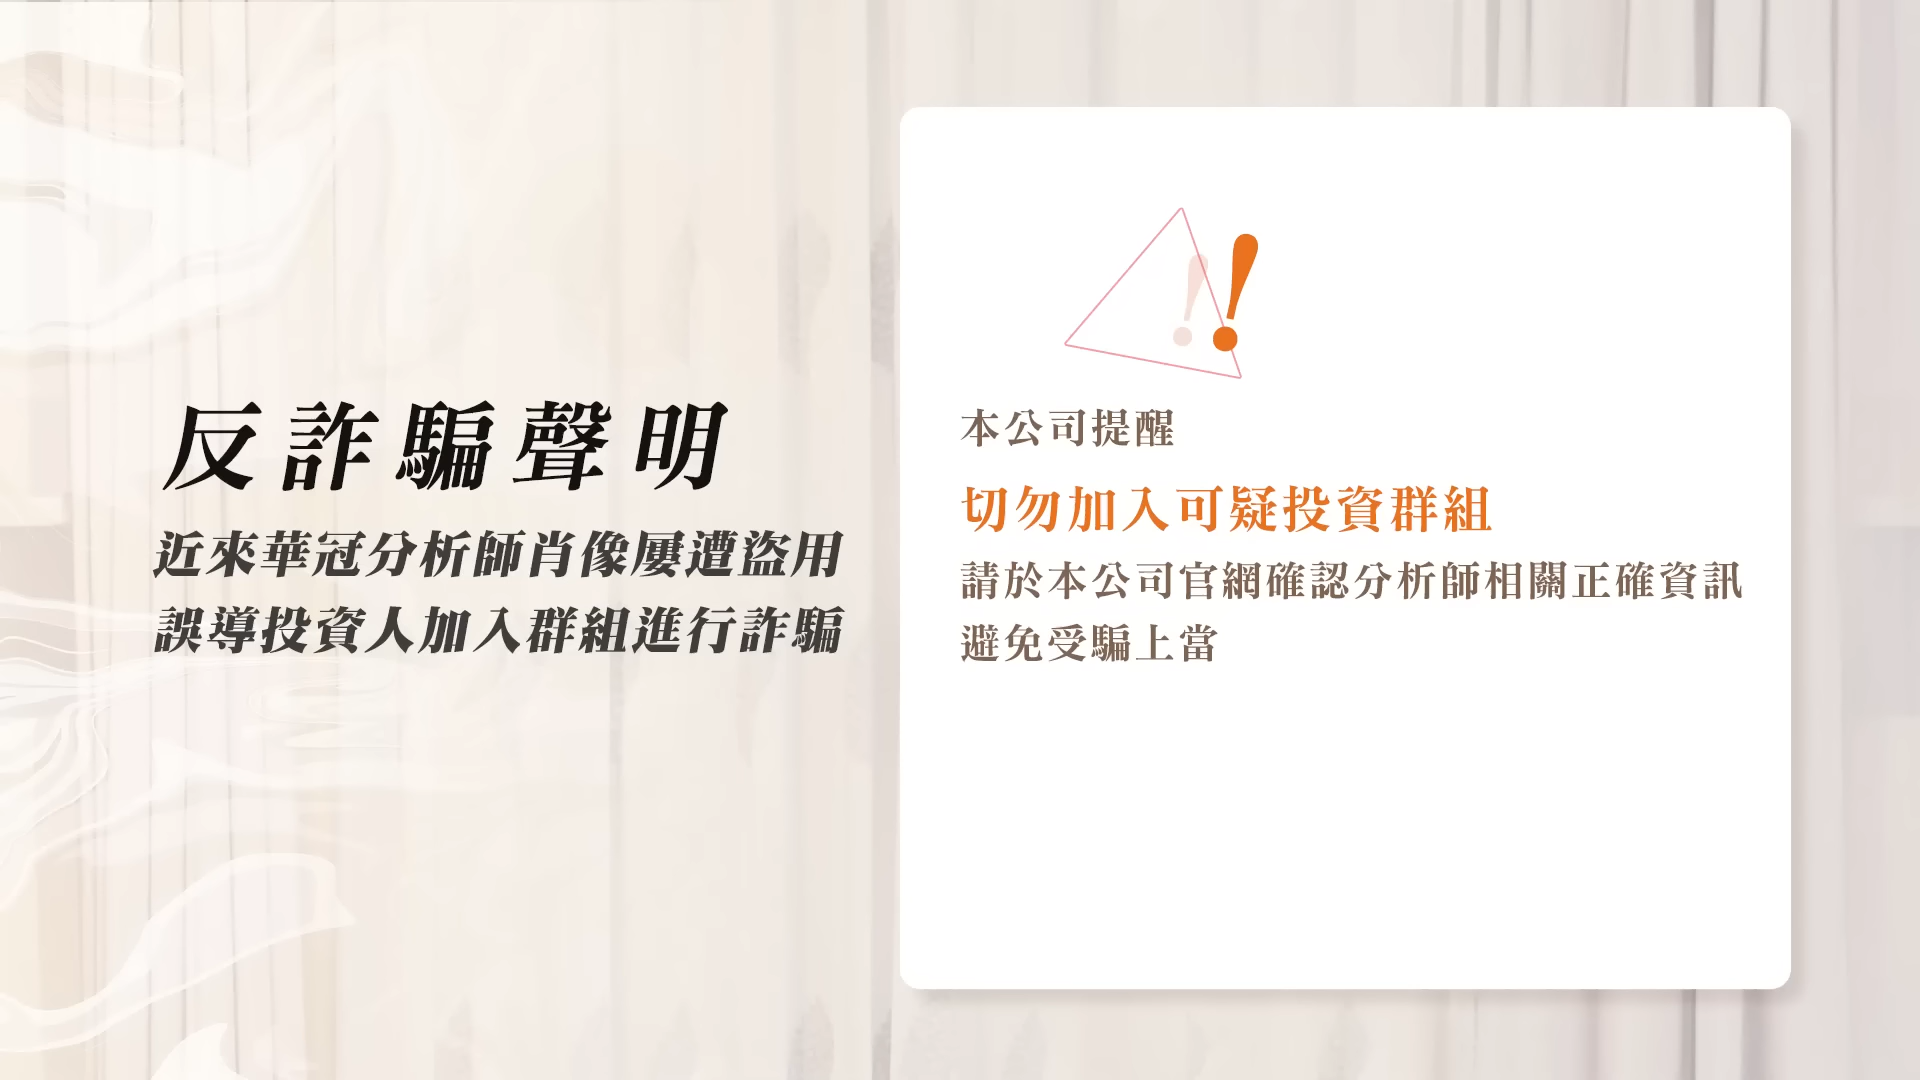 反詐騙聲明
近來華冠分析師肖像屢遭盜用
誤導投資人加入群組進行詐騙
本公司提醒
切勿加入可疑投資群組
請於本公司官網確認分析師相關正確資訊
避免受騙上當